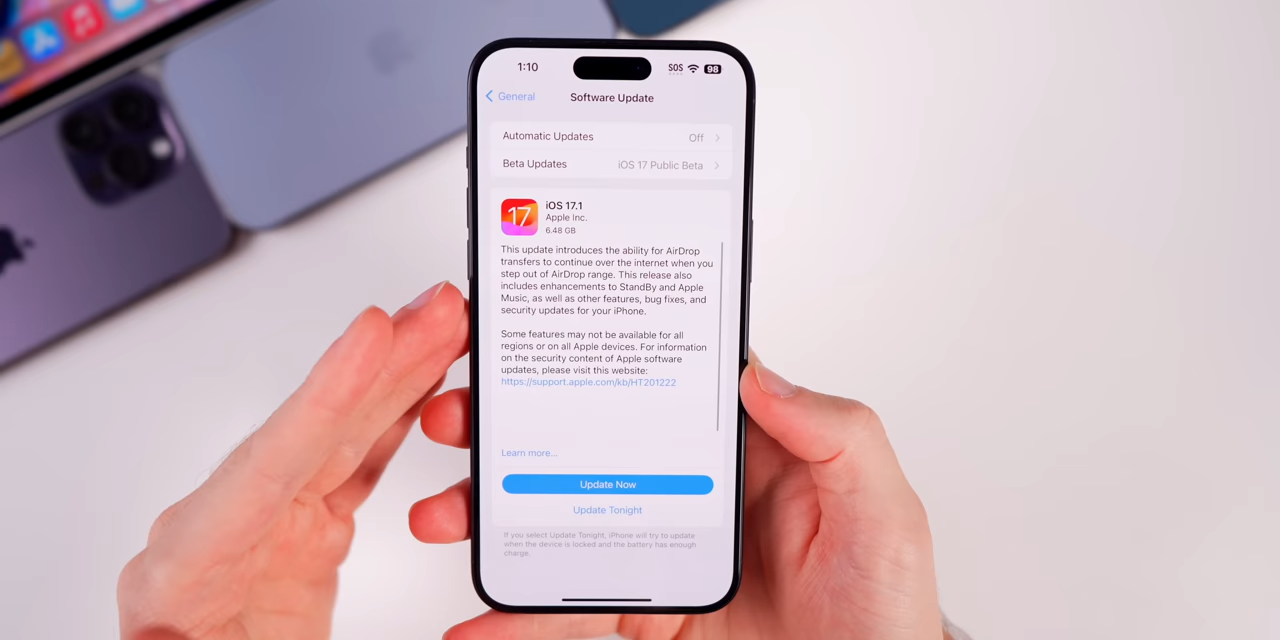 1:10 SOS 98
General Software Update
Automatic Updates Off
Beta Updates iOS 17 Public Beta
17
iOS 17.1
Apple Inc.
6.48 GB
This update introduces the ability for AirDrop
transfers to continue over the internet when you
step out of AirDrop range. This release also
includes enhancements to StandBy and Apple
Music, as well as other features, bug fixes, and
security updates for your iPhone.
Some features may not be available for all
regions or on all Apple devices. For information
on the security content of Apple software
updates, please visit this website:
https://support.apple.com/kb/HT201222
Learn more...
Update Now
Update Tonight
If you select Update Tonight, iPhone will try to update
when the device is locked and the battery has enough
charge.